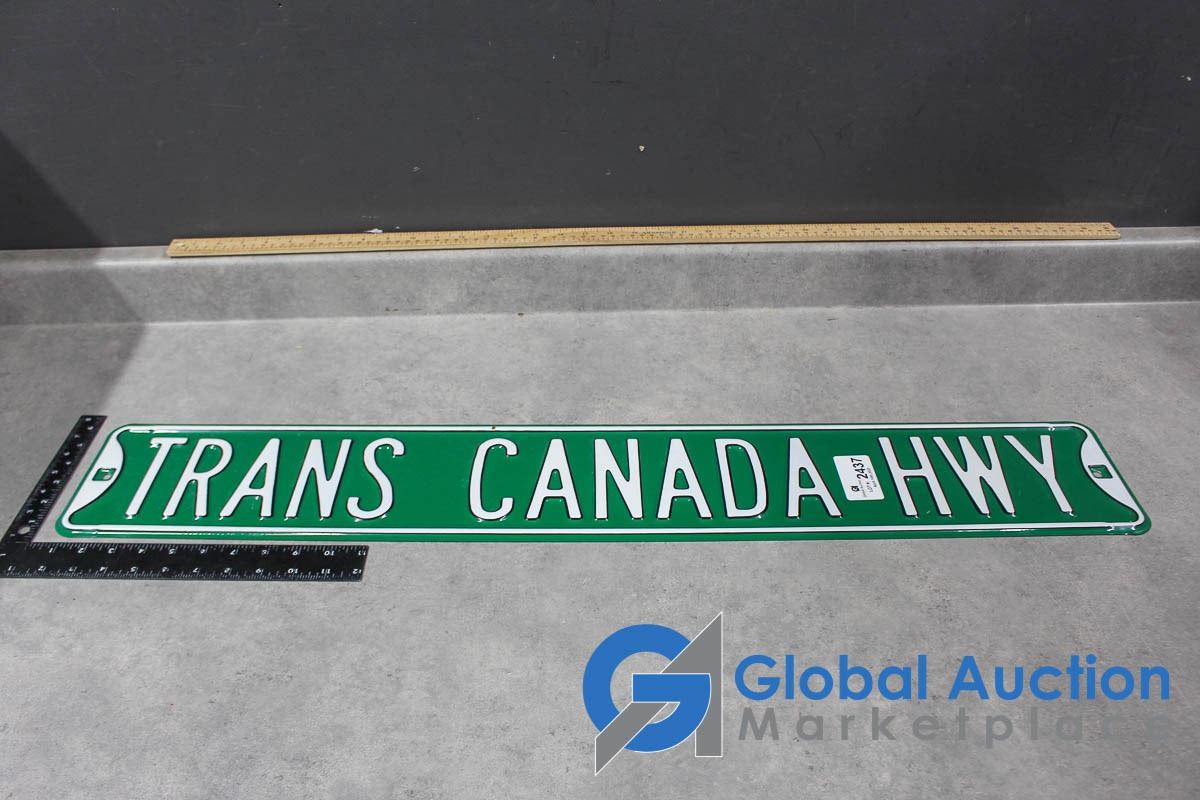 TRANS CANADA HWY
2437
Global Auction
Marketplace